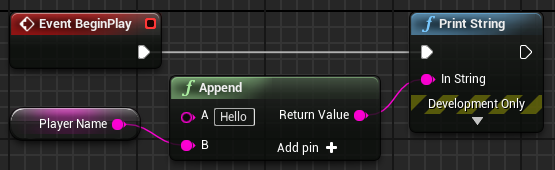 Event BeginPlay
Print String
In String
Development Only
Append
A Hello Return Value
B
Add pin
Player Name